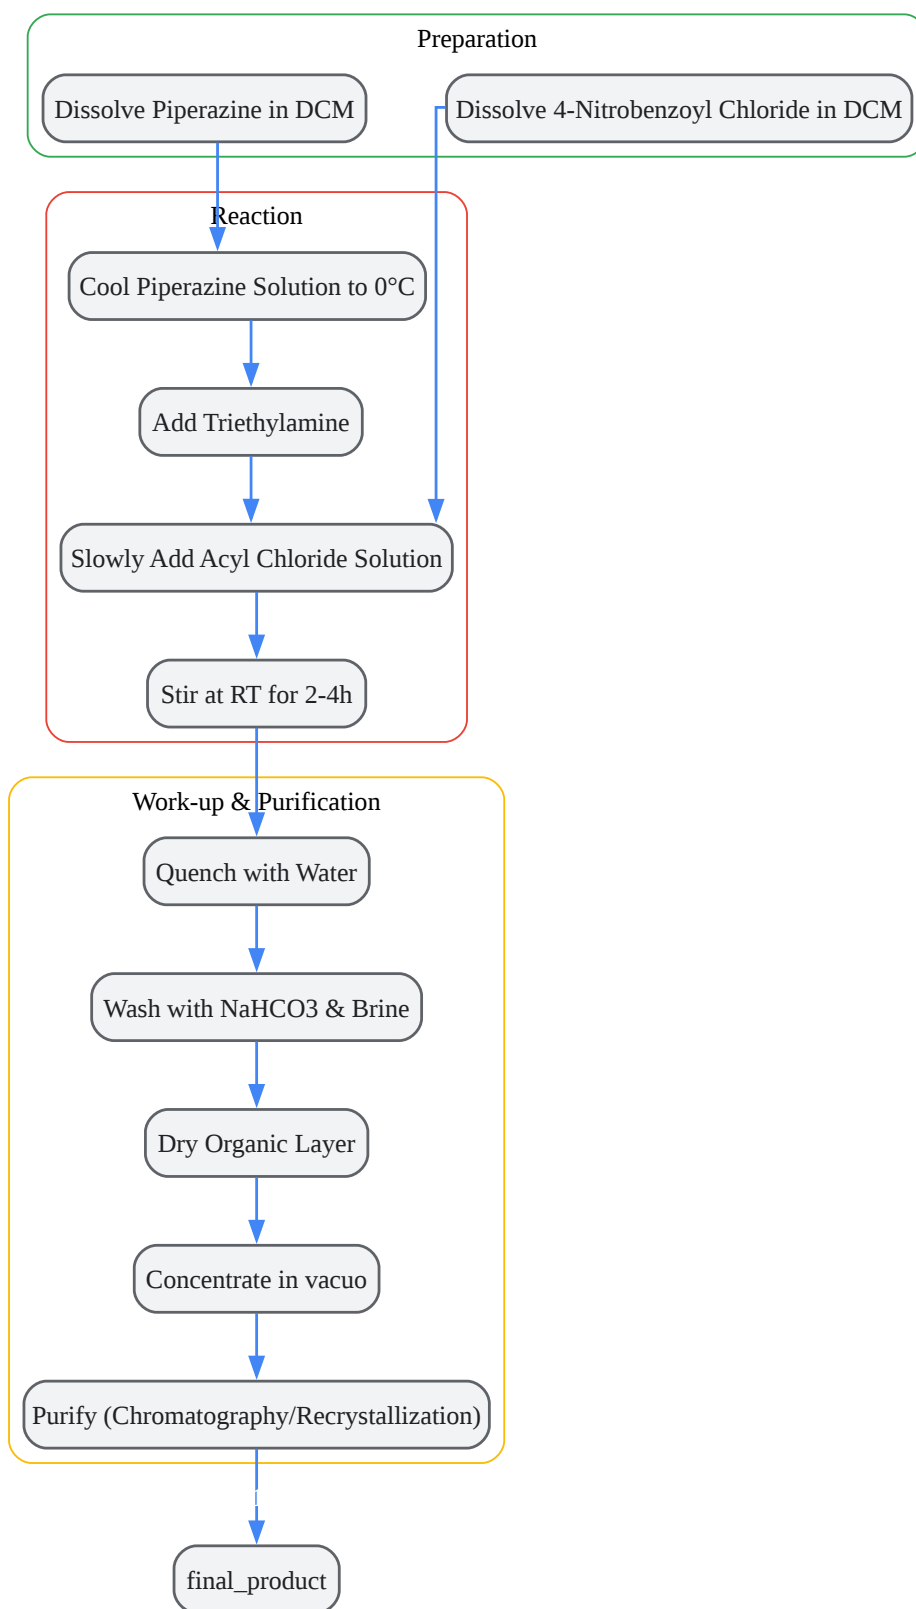 Preparation
Dissolve Piperazine in DCM
Dissolve 4-Nitrobenzoyl Chloride in DCM
Reaction
Cool Piperazine Solution to 0°C
Add Triethylamine
Slowly Add Acyl Chloride Solution
Stir at RT for 2-4h
Work-up & Purification
Quench with Water
Wash with NaHCO3 & Brine
Dry Organic Layer
Concentrate in vacuo
Purify (Chromatography/Recrystallization)
final_product